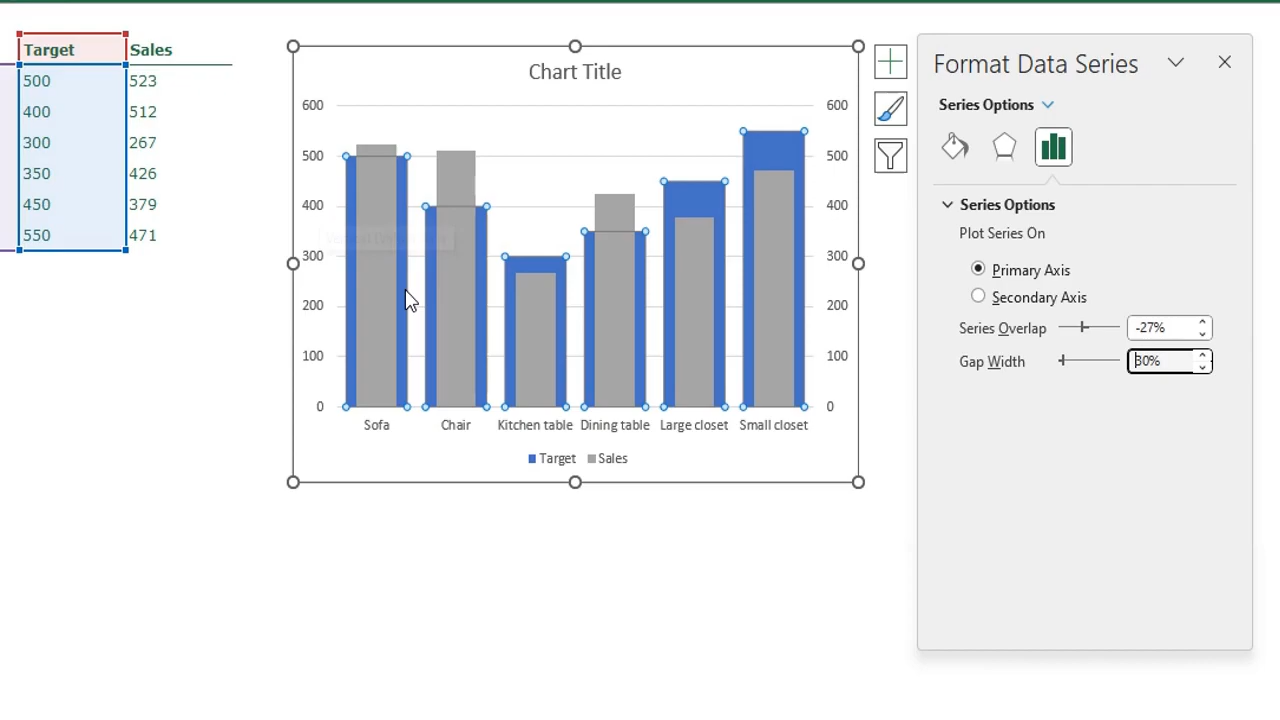 Target Sales
500 523
400 512
300 267
350 426
450 379
550 471
Chart Title
600 600
500 500
400 400
300 300
200 200
100 100
0 0
Sofa Chair Kitchen table Dining table Large closet Small closet
Target Sales
Format Data Series
Series Options
Series Options
Plot Series On
Primary Axis
Secondary Axis
Series Overlap -27%
Gap Width 30%